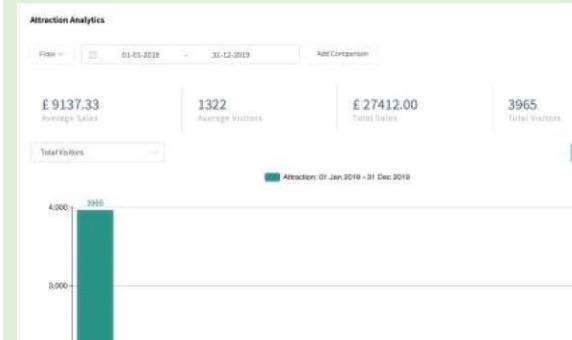 Attraction Analytics
Filter 01-01-2019 - 31-12-2019 Add Comparison
£ 9137.33 1322 £ 27412.00 3965
Average Sales Average Visitors Total Sales Total Visitors
Total Visitors
Attraction: 01 Jan 2019 - 31 Dec 2019
4,000 3965
3,000